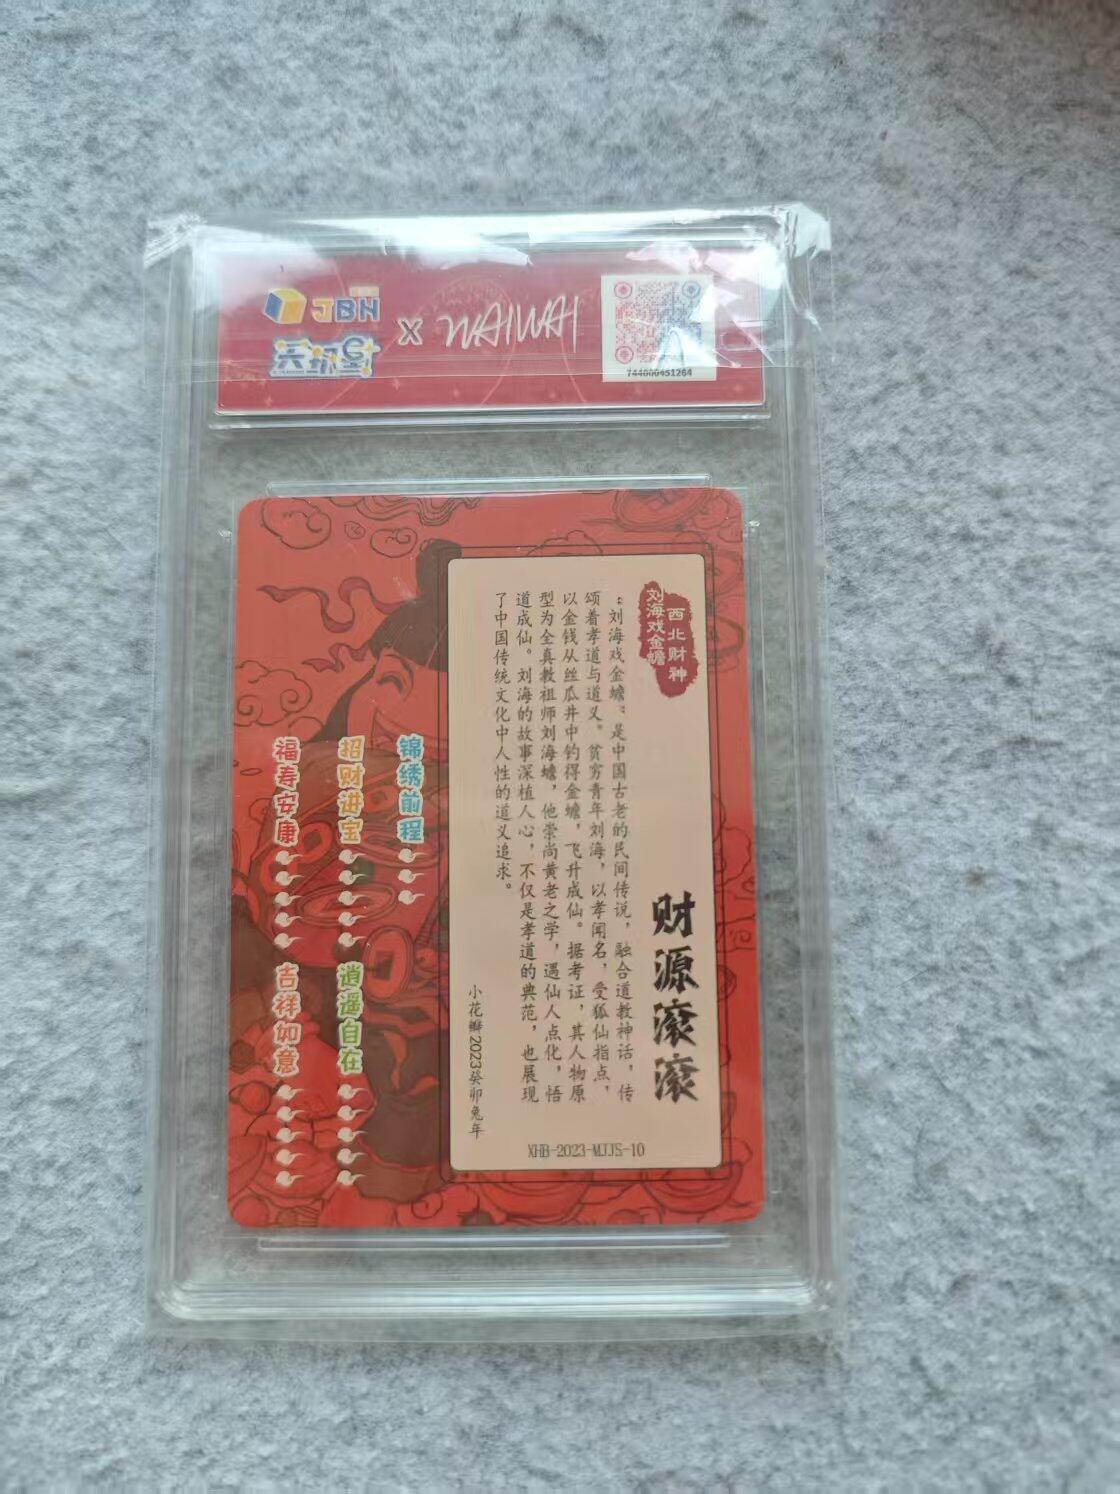 JBH
天际星
X
WAIWAI
744000451264
西北财神
刘海戏金蟾
财源滚滚
:刘海戏金蟾:是中国古老的民间传说，融合道教神话，传
颂着孝道与道义。贫穷青年刘海，以孝闻名，受狐仙指点，
以金钱从丝瓜井中钓得金蟾，飞升成仙。据考证，其人物原
型为全真教祖师刘海蟾，他崇尚黄老之学，遇仙人点化，悟
道成仙。刘海的故事深植人心，不仅是孝道的典范，也展现
了中国传统文化中人性的道义追求。
小花瓣2023癸卯兔年
XHB-2023-MJJS-10
锦绣前程
招财进宝
逍遥自在
福寿安康
吉祥如意